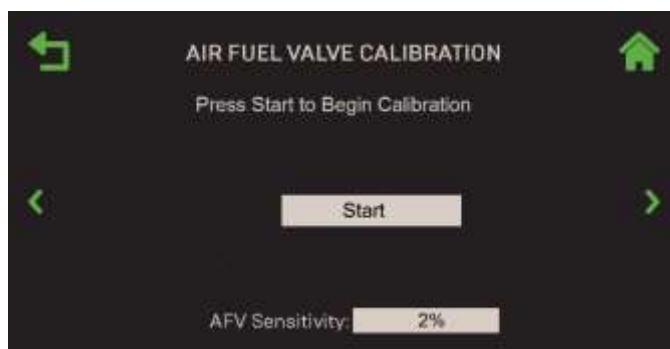 AIR FUEL VALVE CALIBRATION
Press Start to Begin Calibration
Start
AFV Sensitivity: 2%